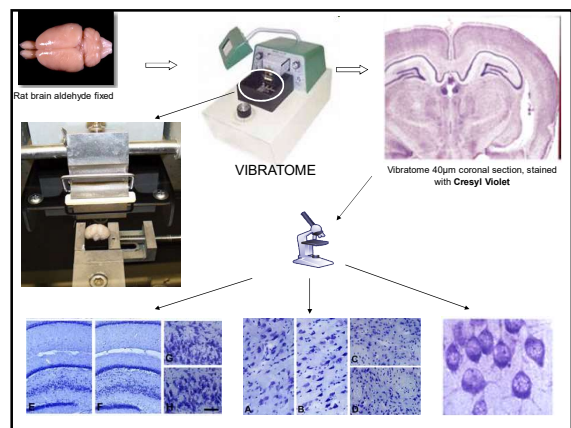 Rat brain aldehyde fixed
VIBRATOME
Vibratome 40µm coronal section, stained
with Cresyl Violet
E
F
G
H
A
B
C
D